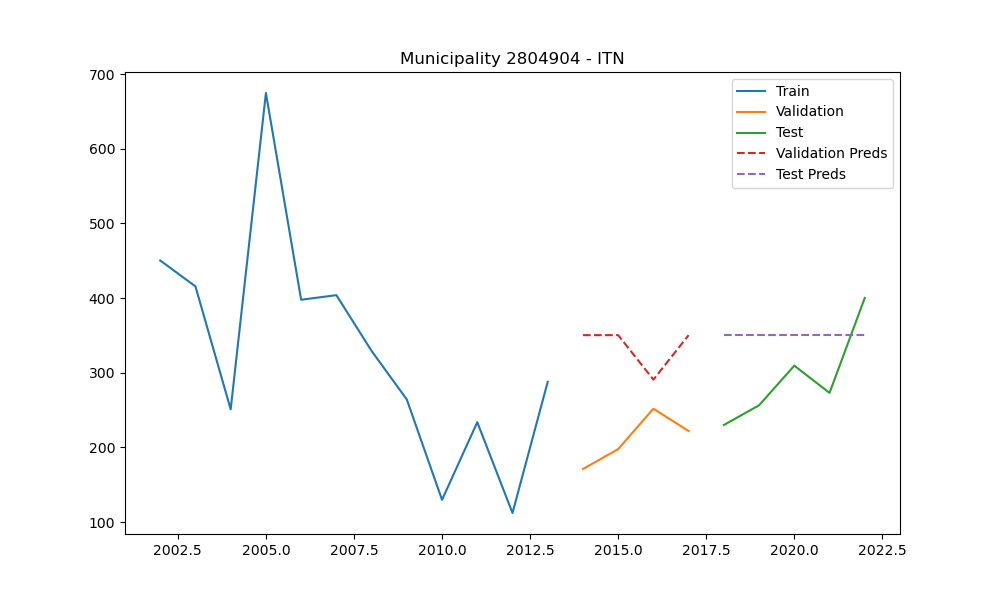 Municipality 2804904 - ITN
700
600
500
400
300
200
100
2002.5 2005.0 2007.5 2010.0 2012.5 2015.0 2017.5 2020.0 2022.5
Train
Validation
Test
Validation Preds
Test Preds